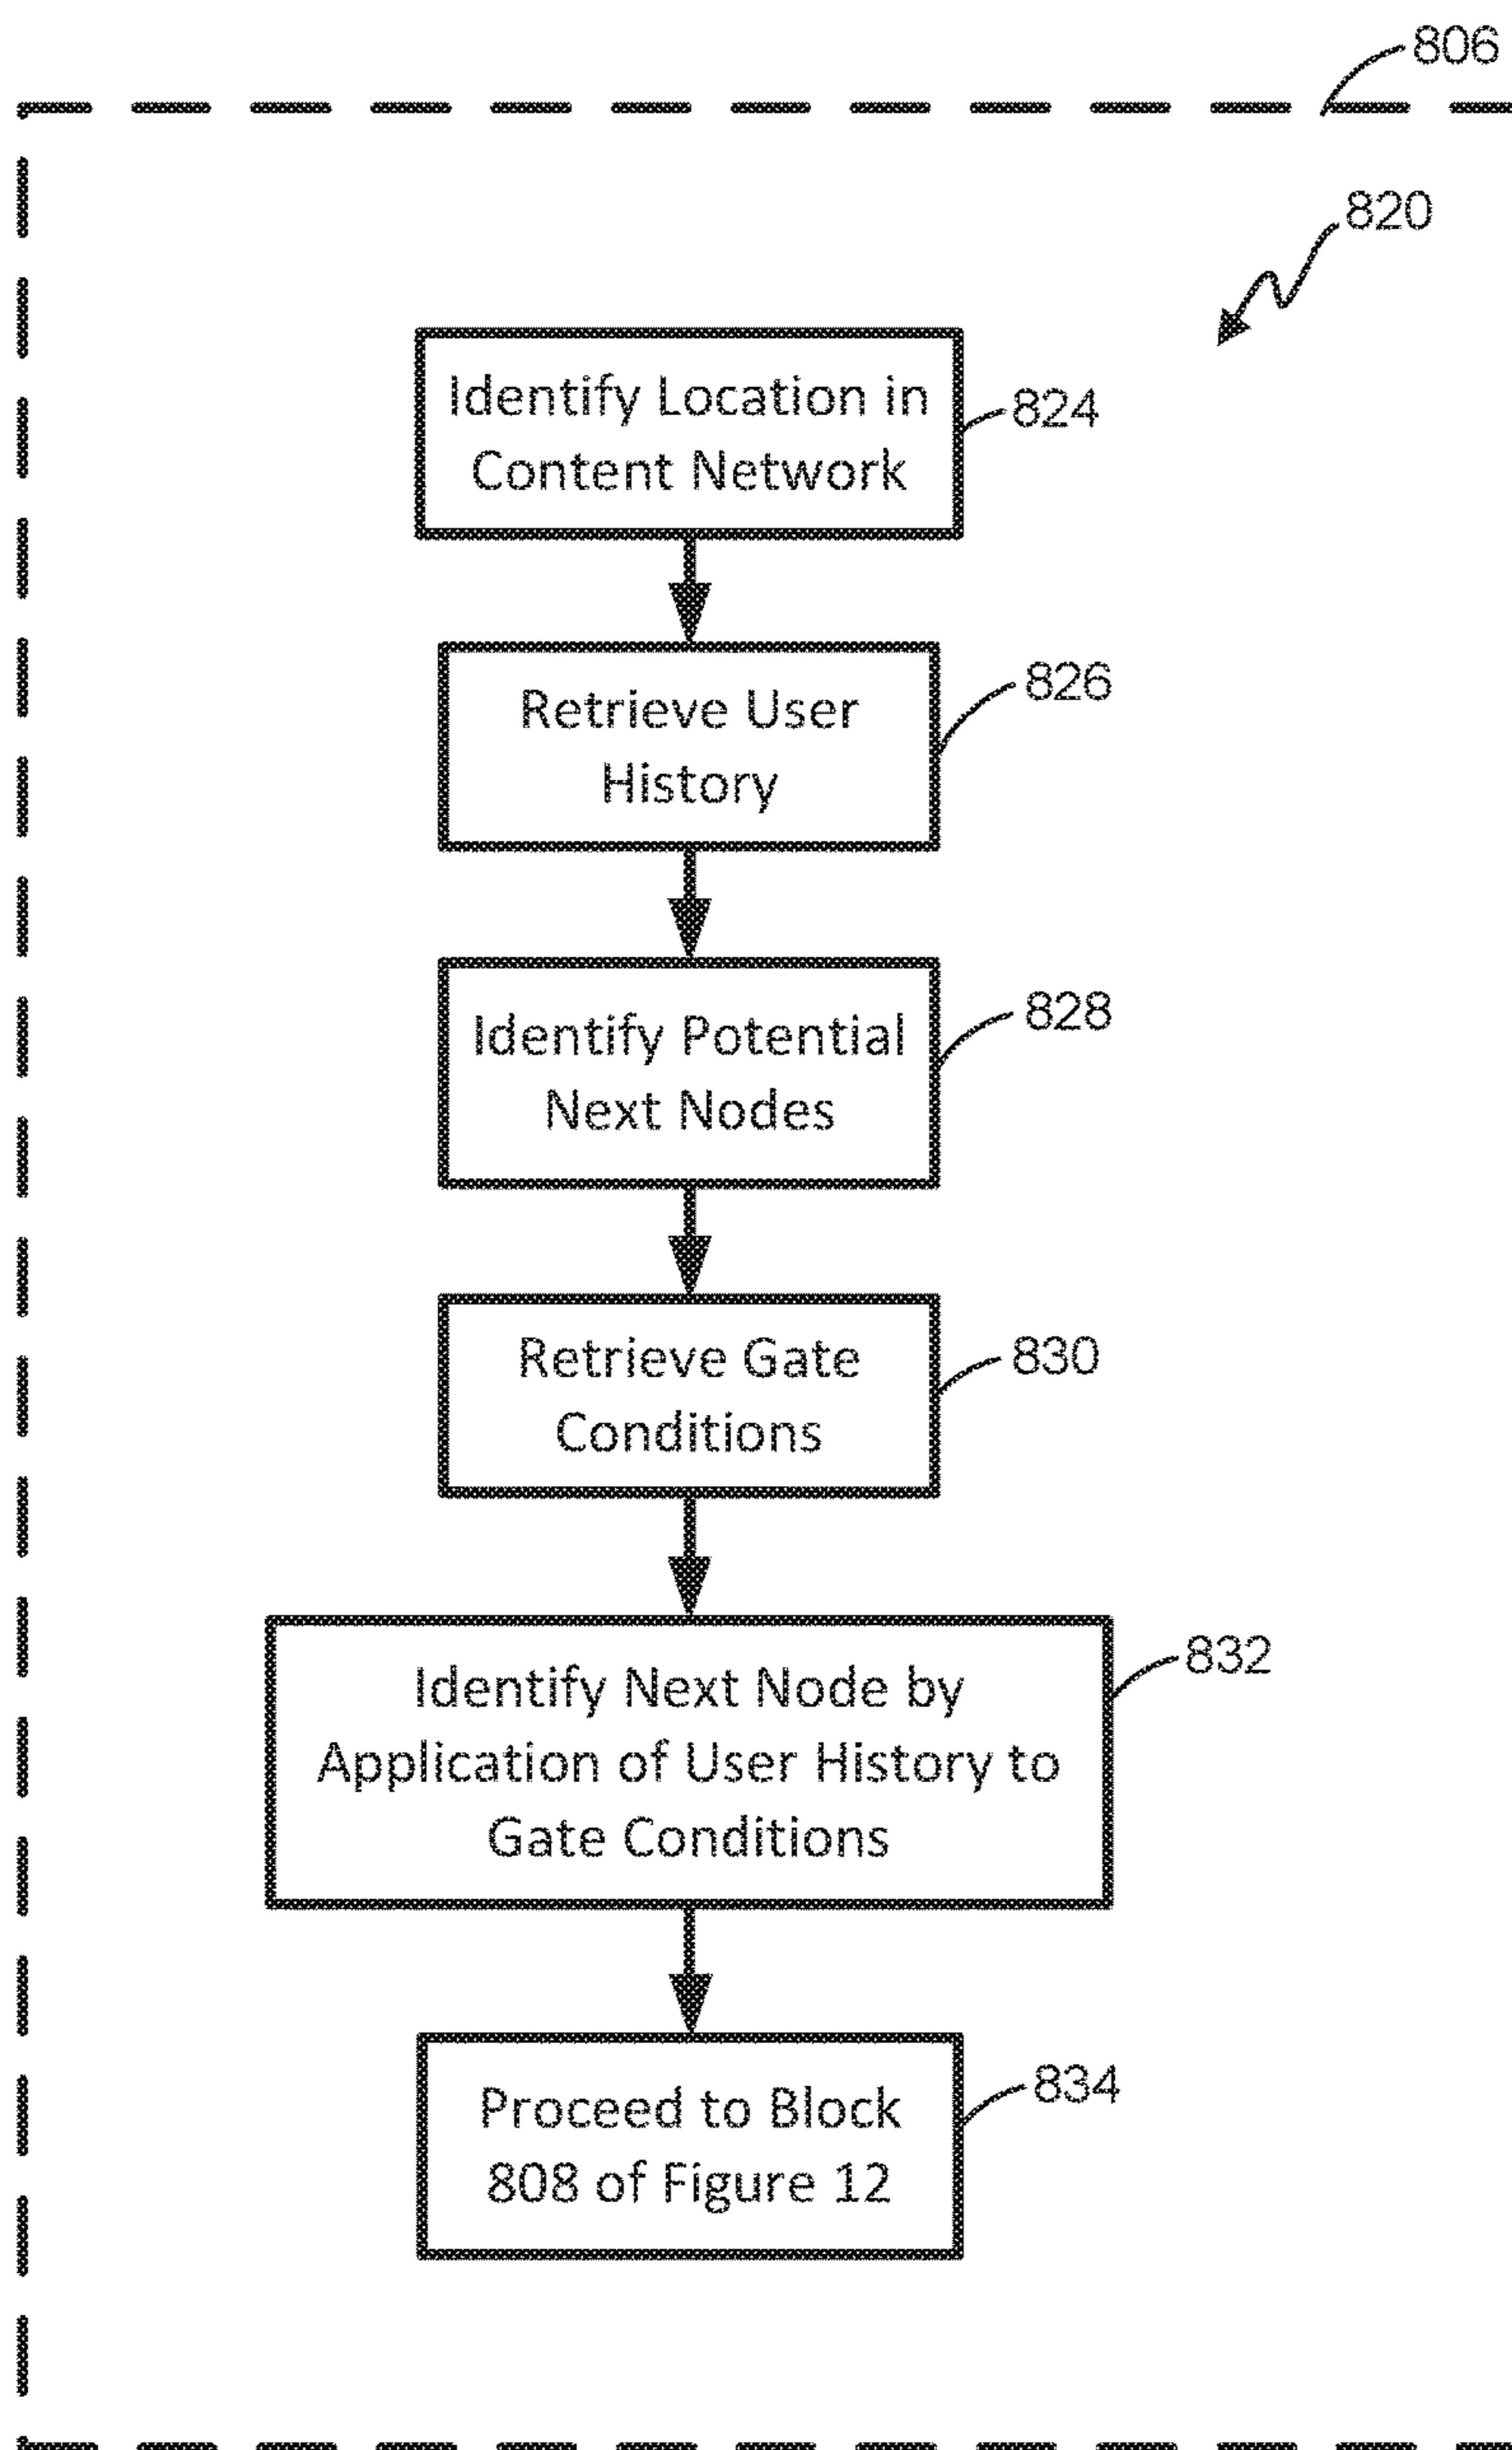 806
820
Identify Location in
Content Network
824
Retrieve User
History
826
Identify Potential
Next Nodes
828
Retrieve Gate
Conditions
830
Identify Next Node by
Application of User History to
Gate Conditions
832
Proceed to Block
808 of Figure 12
834